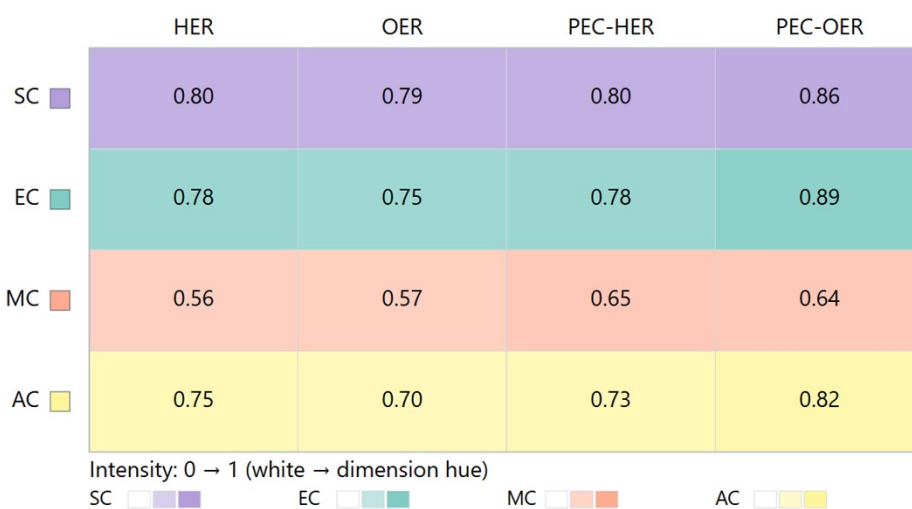 HER OER PEC-HER PEC-OER
SC 0.80 0.79 0.80 0.86
EC 0.78 0.75 0.78 0.89
MC 0.56 0.57 0.65 0.64
AC 0.75 0.70 0.73 0.82
Intensity: 0 → 1 (white → dimension hue)
SC EC MC AC